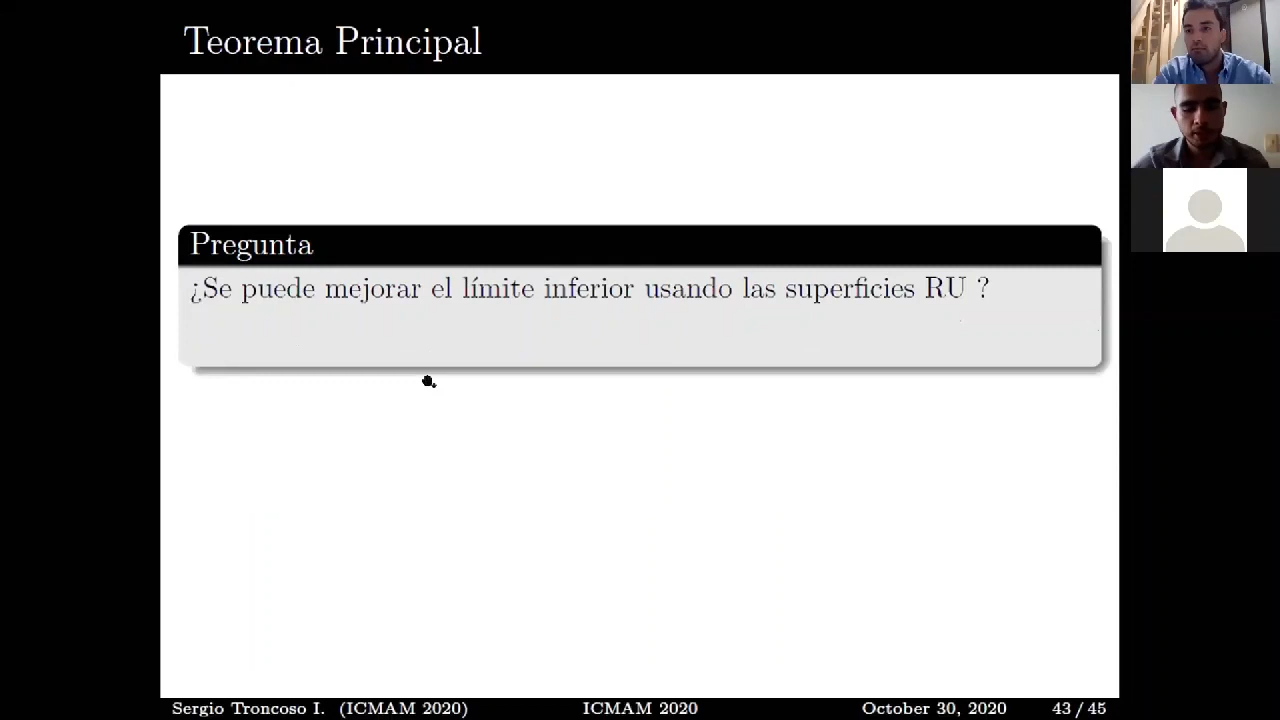 Teorema Principal
Pregunta
¿Se puede mejorar el límite inferior usando las superficies RU ?
Sergio Troncoso I. (ICMAM 2020) ICMAM 2020 October 30, 2020 43 / 45